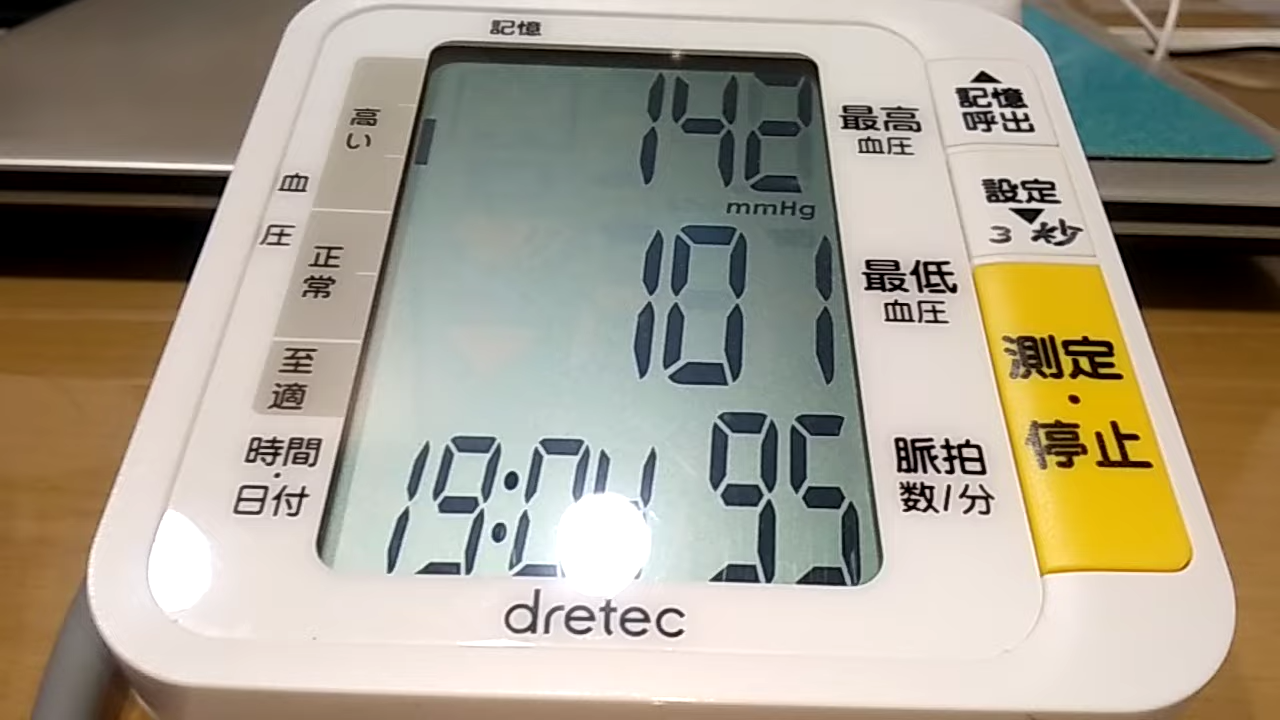 記憶
142
最高
血圧
mmHg
101
最低
血圧
19:04
95
脈拍
数/分
高い
血圧
正常
至適
時間・日付
dretec
▲
記憶
呼出
設定
▼
3 秒
測定
・
停止